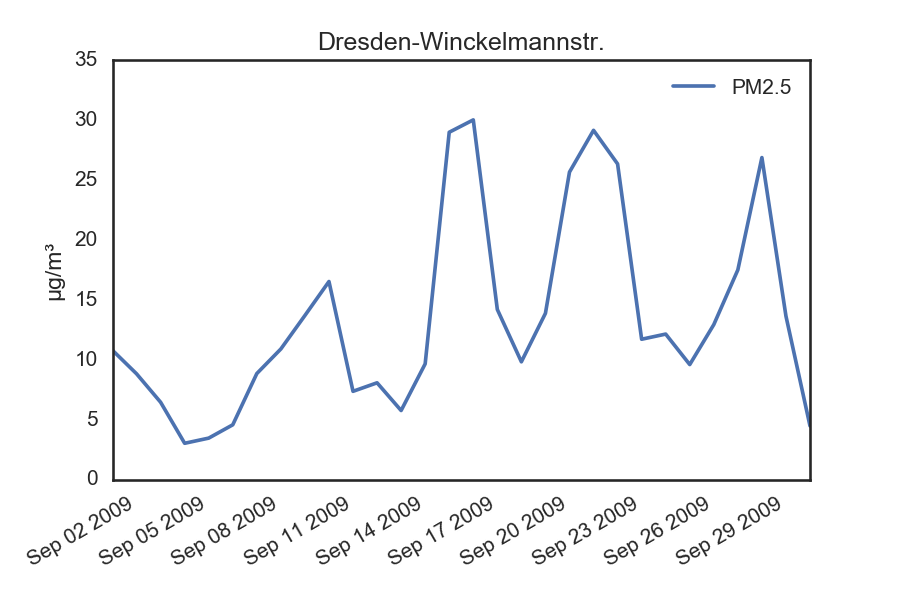 Dresden-Winckelmannstr.
35
30
25
20
15
10
5
0
µg/m³
PM2.5
Sep 02 2009
Sep 05 2009
Sep 08 2009
Sep 11 2009
Sep 14 2009
Sep 17 2009
Sep 20 2009
Sep 23 2009
Sep 26 2009
Sep 29 2009